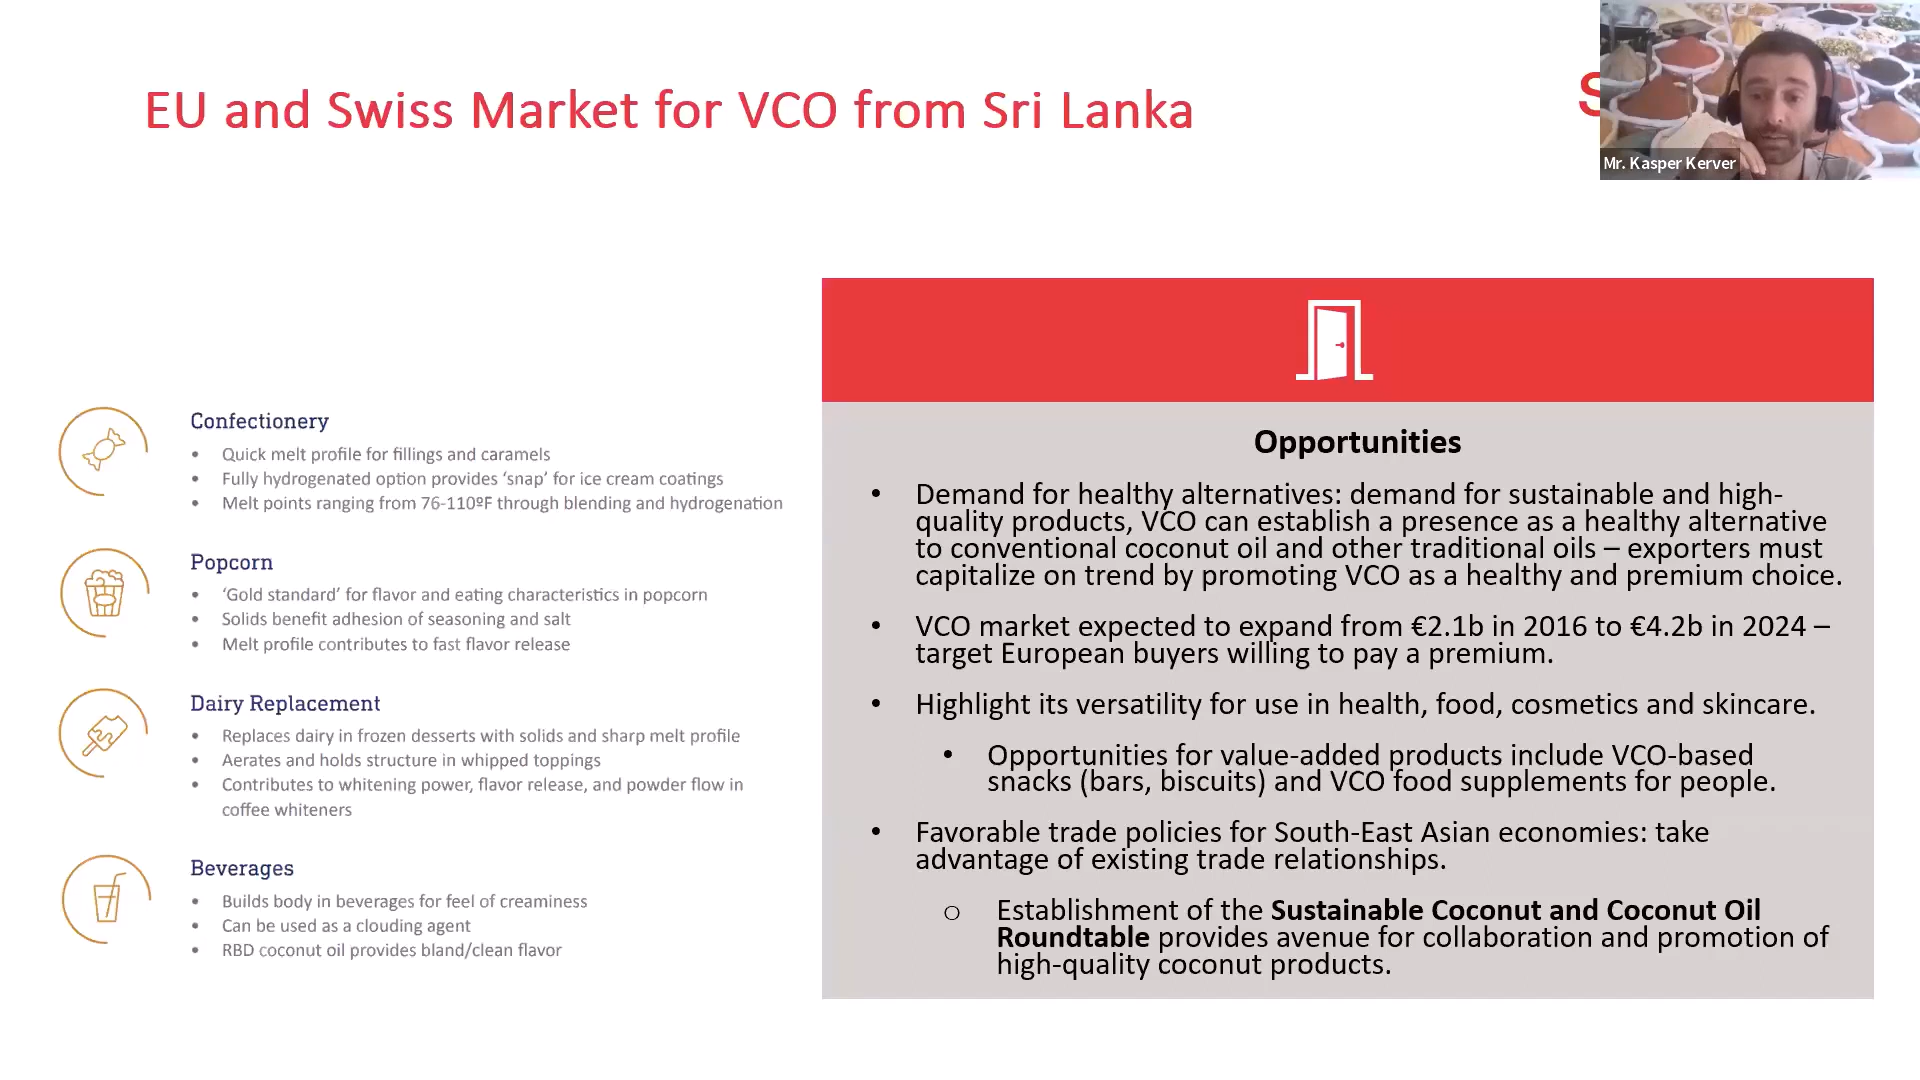 EU and Swiss Market for VCO from Sri Lanka
S
Mr. Kasper Kerver
Confectionery
• Quick melt profile for fillings and caramels
• Fully hydrogenated option provides ‘snap’ for ice cream coatings
• Melt points ranging from 76-110ºF through blending and hydrogenation
Popcorn
• ‘Gold standard’ for flavor and eating characteristics in popcorn
• Solids benefit adhesion of seasoning and salt
• Melt profile contributes to fast flavor release
Dairy Replacement
• Replaces dairy in frozen desserts with solids and sharp melt profile
• Aerates and holds structure in whipped toppings
• Contributes to whitening power, flavor release, and powder flow in
coffee whiteners
Beverages
• Builds body in beverages for feel of creaminess
• Can be used as a clouding agent
• RBD coconut oil provides bland/clean flavor
Opportunities
• Demand for healthy alternatives: demand for sustainable and high-
quality products, VCO can establish a presence as a healthy alternative
to conventional coconut oil and other traditional oils – exporters must
capitalize on trend by promoting VCO as a healthy and premium choice.
• VCO market expected to expand from €2.1b in 2016 to €4.2b in 2024 –
target European buyers willing to pay a premium.
• Highlight its versatility for use in health, food, cosmetics and skincare.
• Opportunities for value-added products include VCO-based
snacks (bars, biscuits) and VCO food supplements for people.
• Favorable trade policies for South-East Asian economies: take
advantage of existing trade relationships.
○ Establishment of the Sustainable Coconut and Coconut Oil
Roundtable provides avenue for collaboration and promotion of
high-quality coconut products.